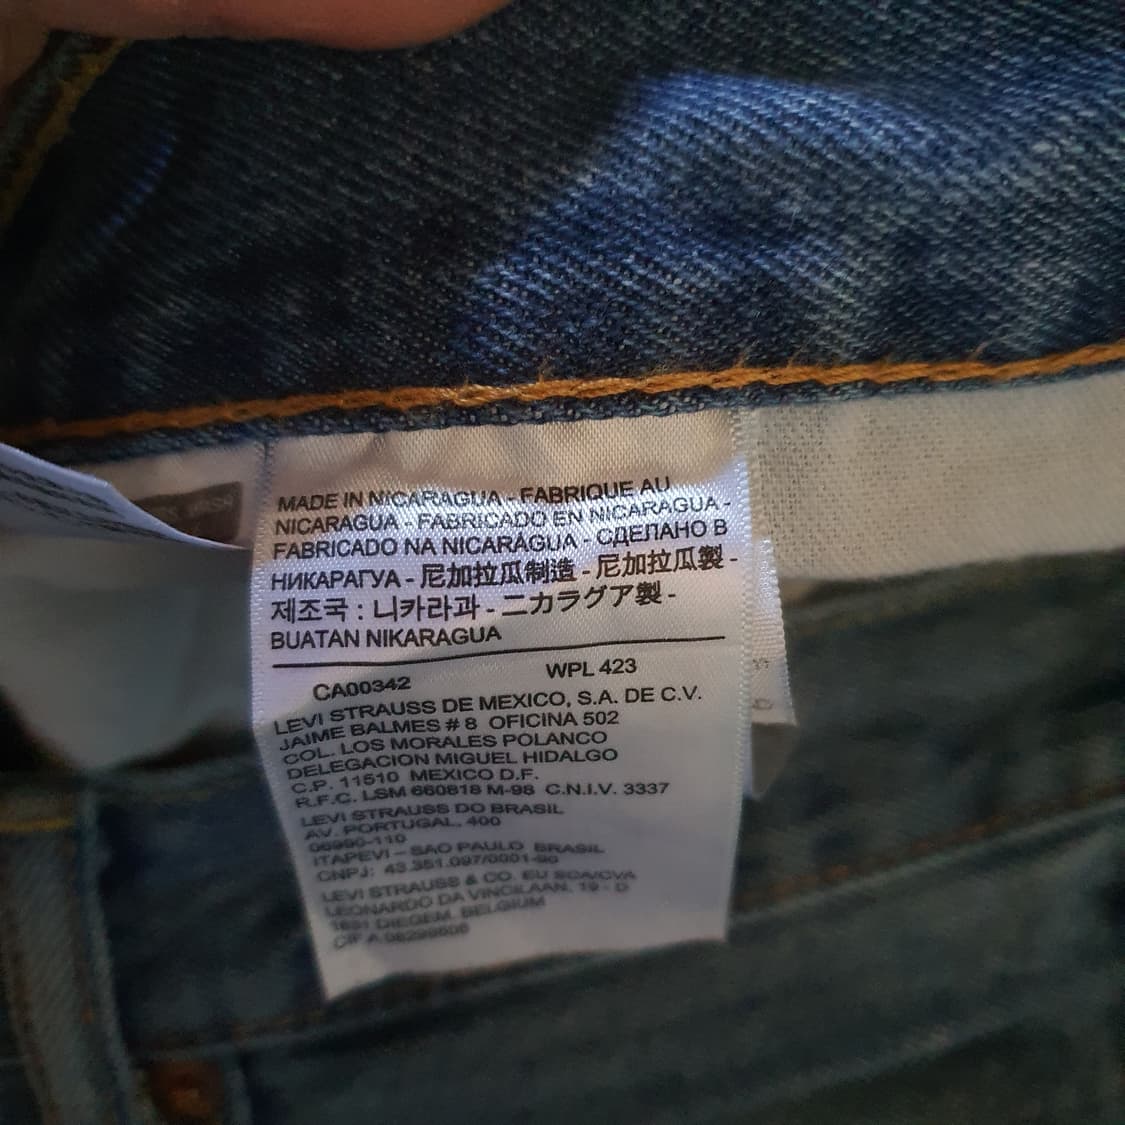 MADE IN NICARAGUA - FABRIQUE AU
NICARAGUA - FABRICADO EN NICARAGUA -
FABRICADO NA NICARÁGUA - СДЕЛАНО В
НИКАРАГУА - 尼加拉瓜制造 - 尼加拉瓜製 -
제조국 : 니카라과 - ニカラグア製 -
BUATAN NIKARAGUA
CA00342 WPL 423
LEVI STRAUSS DE MEXICO, S.A. DE C.V.
JAIME BALMES # 8 OFICINA 502
COL. LOS MORALES POLANCO
DELEGACION MIGUEL HIDALGO
C.P. 11510 MEXICO D.F.
R.F.C. LSM 660818 M-98 C.N.I.V. 3337
LEVI STRAUSS DO BRASIL
AV. PORTUGAL, 400
06690-110
ITAPEVI – SAO PAULO BRASIL
CNPJ: 43.351.097/0001-90
LEVI STRAUSS & CO. EU SCA/CVA
LEONARDO DA VINCILAAN, 19 - D
1831 DIEGEM, BELGIUM
CIF